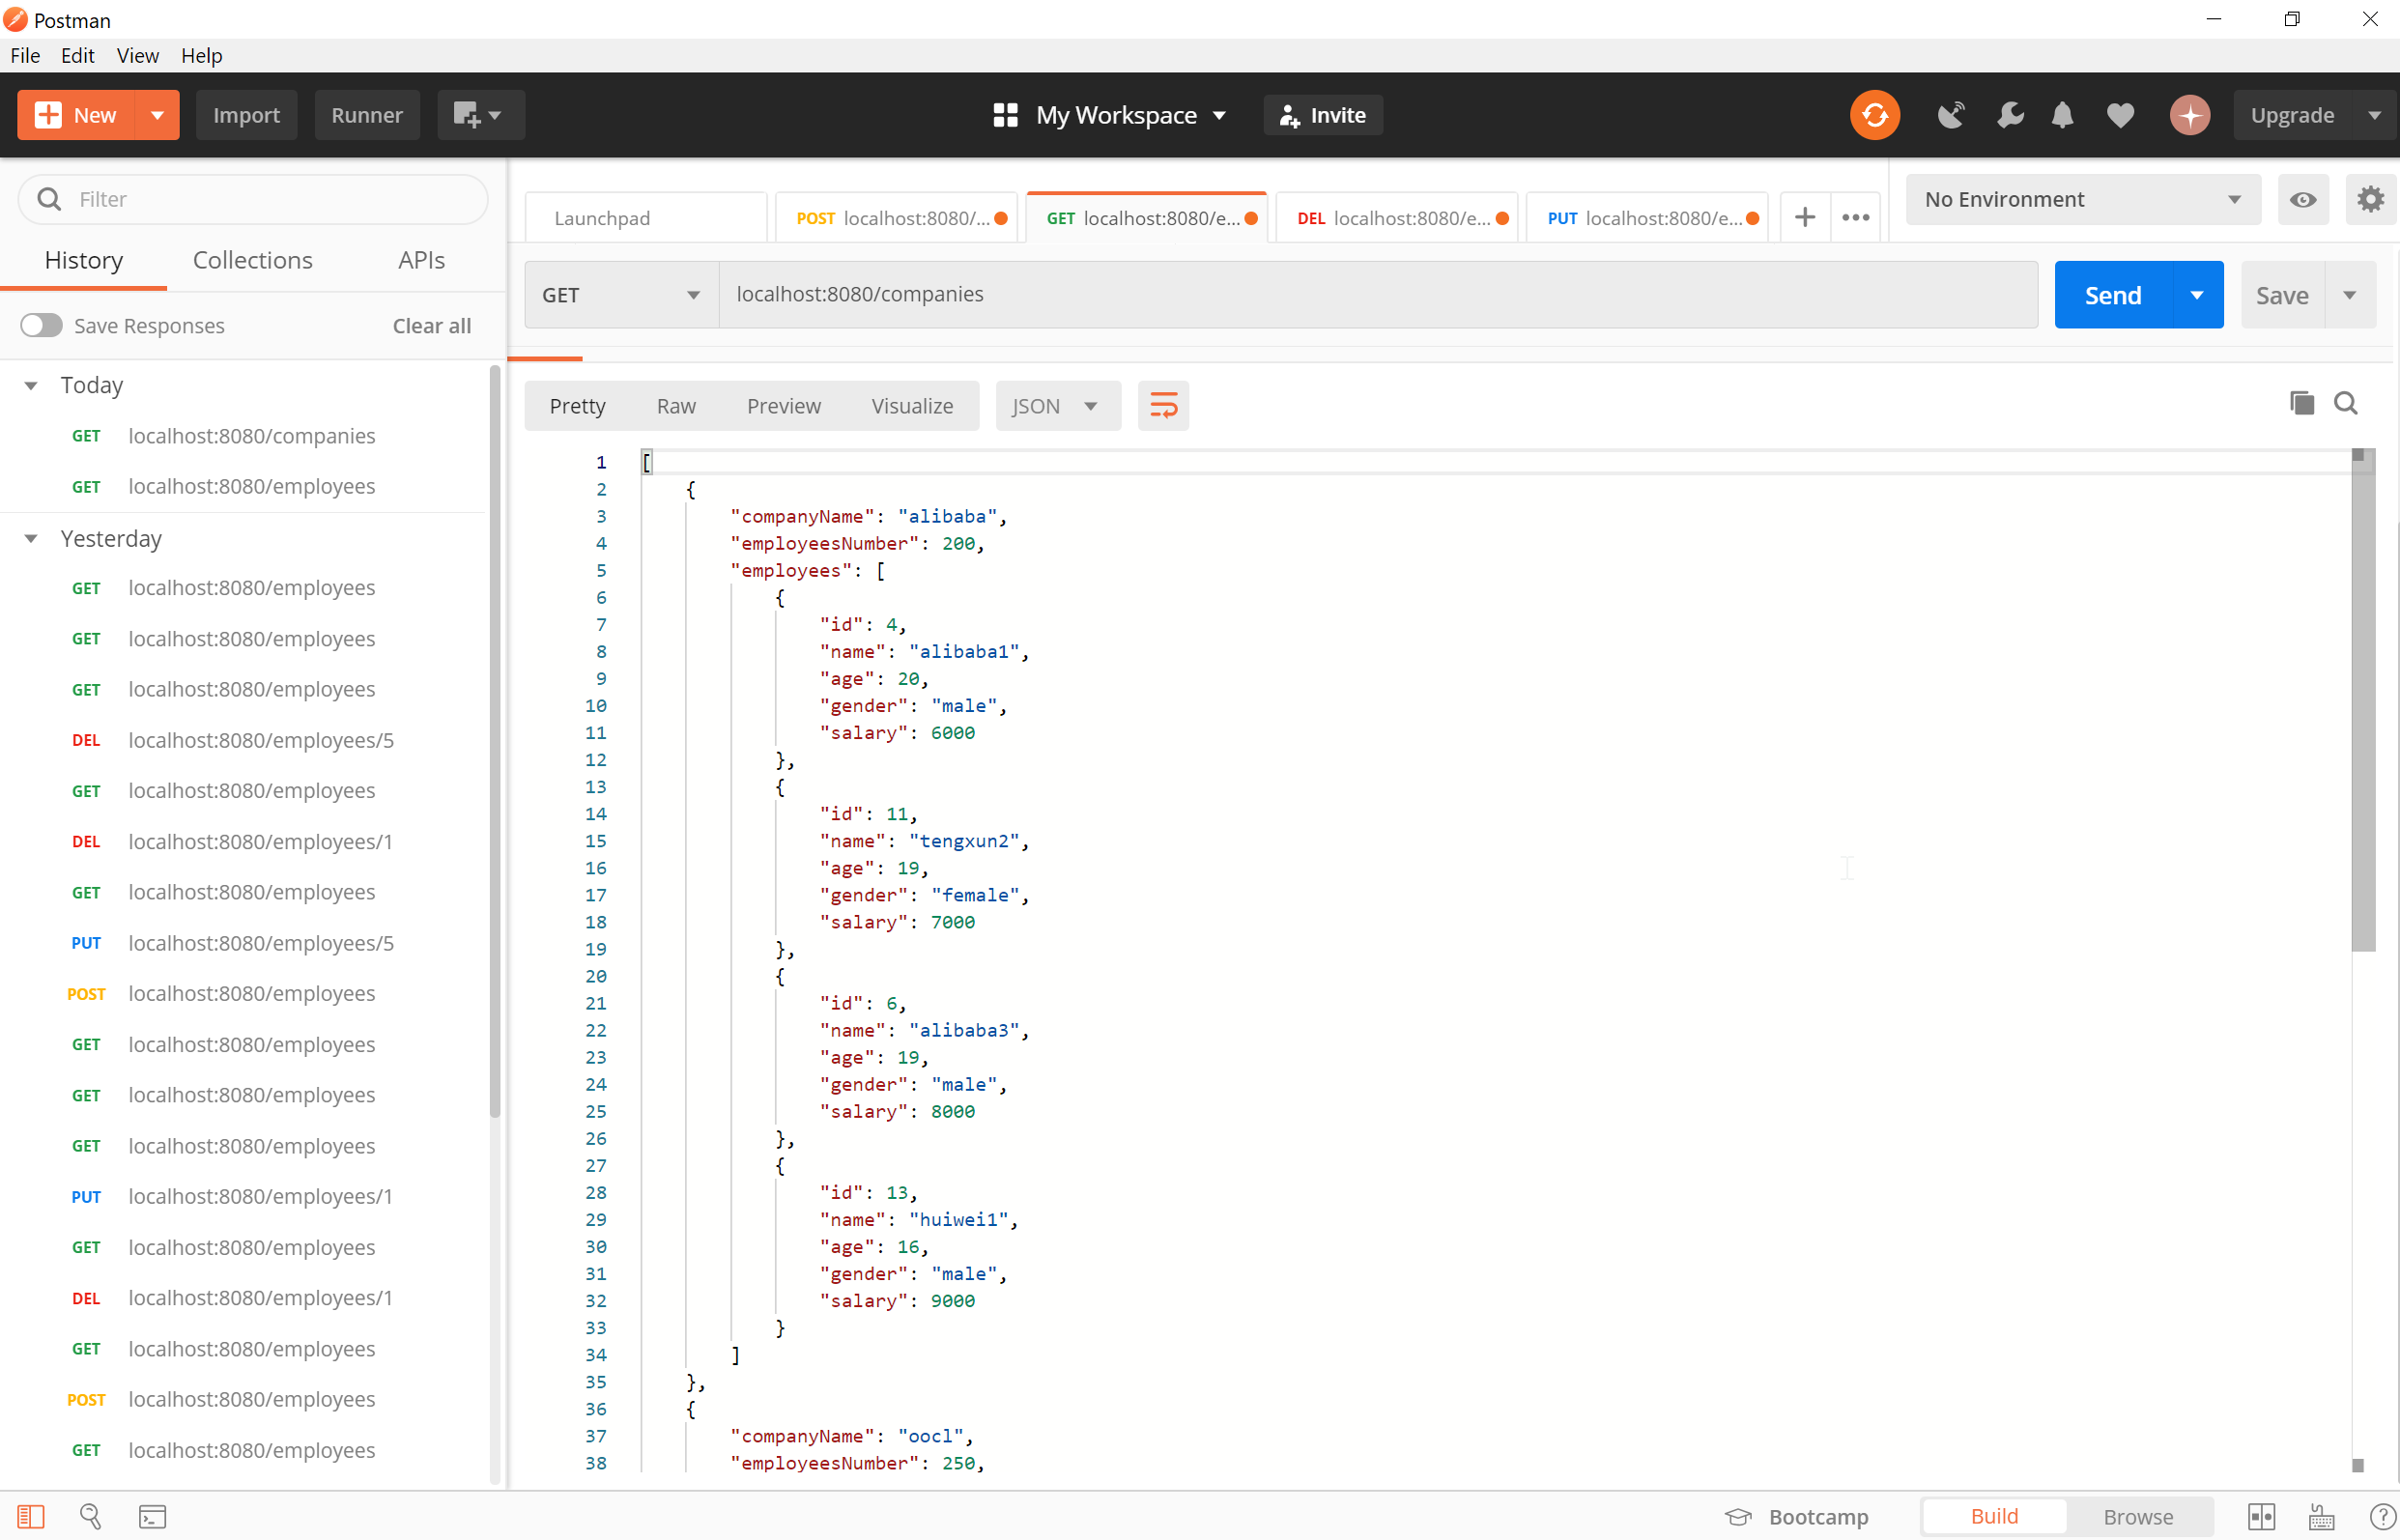 Postman
File Edit View Help
New Import Runner My Workspace Invite Upgrade
Filter
History Collections APIs
Save Responses Clear all
Today
GET localhost:8080/companies
GET localhost:8080/employees
Yesterday
GET localhost:8080/employees
GET localhost:8080/employees
GET localhost:8080/employees
DEL localhost:8080/employees/5
GET localhost:8080/employees
DEL localhost:8080/employees/1
GET localhost:8080/employees
PUT localhost:8080/employees/5
POST localhost:8080/employees
GET localhost:8080/employees
GET localhost:8080/employees
GET localhost:8080/employees
PUT localhost:8080/employees/1
GET localhost:8080/employees
DEL localhost:8080/employees/1
GET localhost:8080/employees
POST localhost:8080/employees
GET localhost:8080/employees
Launchpad POST localhost:8080/... GET localhost:8080/e... DEL localhost:8080/e... PUT localhost:8080/e... + ••• No Environment
GET localhost:8080/companies Send Save
Pretty Raw Preview Visualize JSON
1 [
2 {
3 "companyName": "alibaba",
4 "employeesNumber": 200,
5 "employees": [
6 {
7 "id": 4,
8 "name": "alibaba1",
9 "age": 20,
10 "gender": "male",
11 "salary": 6000
12 },
13 {
14 "id": 11,
15 "name": "tengxun2",
16 "age": 19,
17 "gender": "female",
18 "salary": 7000
19 },
20 {
21 "id": 6,
22 "name": "alibaba3",
23 "age": 19,
24 "gender": "male",
25 "salary": 8000
26 },
27 {
28 "id": 13,
29 "name": "huiwei1",
30 "age": 16,
31 "gender": "male",
32 "salary": 9000
33 }
34 ]
35 },
36 {
37 "companyName": "oocl",
38 "employeesNumber": 250,
Bootcamp Build Browse